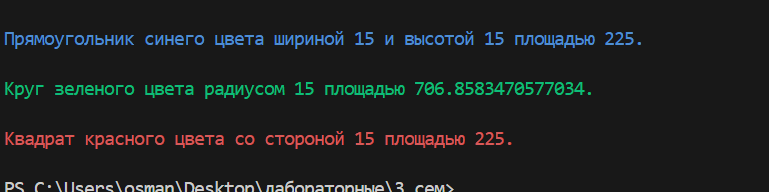 Прямоугольник синего цвета шириной 15 и высотой 15 площадью 225.
Круг зеленого цвета радиусом 15 площадью 706.8583470577034.
Квадрат красного цвета со стороной 15 площадью 225.
PS C:\Users\osman\Desktop\лабораторные\3 сем>